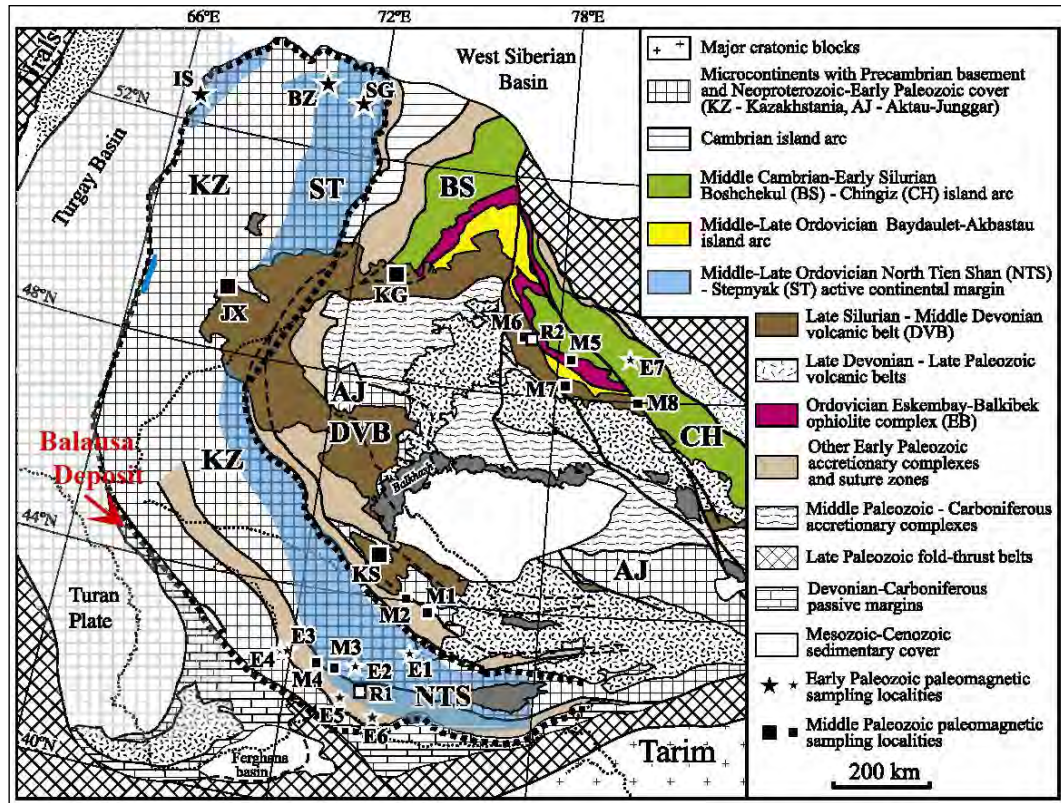 66°E
72°E
78°E
Urals
52°N
IS
BZ
SG
West Siberian
Basin
Turgay Basin
KZ
ST
BS
48°N
JX
KG
M6
R2
M5
E7
M7
M8
AJ
DVB
CH
Balausa
Deposit
KZ
Balkhash
44°N
KS
AJ
Turan
Plate
M2
M1
E3
E4
M3
M4
E2
E1
R1
NTS
E5
E6
40°N
Ferghana
basin
Tarim
Major cratonic blocks
Microcontinents with Precambrian basement
and Neoproterozoic-Early Paleozoic cover
(KZ - Kazakhstania, AJ - Aktau-Junggar)
Cambrian island arc
Middle Cambrian-Early Silurian
Boshchekul (BS) - Chingiz (CH) island arc
Middle-Late Ordovician Baydaulet-Akbastau
island arc
Middle-Late Ordovician North Tien Shan (NTS)
- Stepnyak (ST) active continental margin
Late Silurian - Middle Devonian
volcanic belt (DVB)
Late Devonian - Late Paleozoic
volcanic belts
Ordovician Eskembay-Balkibek
ophiolite complex (EB)
Other Early Paleozoic
accretionary complexes
and suture zones
Middle Paleozoic - Carboniferous
accretionary complexes
Late Paleozoic fold-thrust belts
Devonian-Carboniferous
passive margins
Mesozoic-Cenozoic
sedimentary cover
Early Paleozoic paleomagnetic
sampling localities
Middle Paleozoic paleomagnetic
sampling localities
200 km